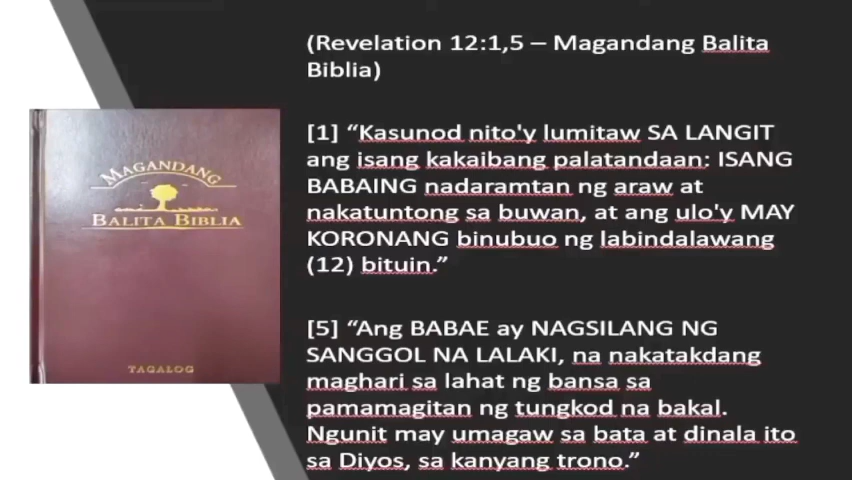 (Revelation 12:1,5 – Magandang Balita
Biblia)
[1] “Kasunod nito'y lumitaw SA LANGIT
ang isang kakaibang palatandaan: ISANG
BABAING nadaramtan ng araw at
nakatuntong sa buwan, at ang ulo'y MAY
KORONANG binubuo ng labindalawang
(12) bituin.”
[5] “Ang BABAE ay NAGSILANG NG
SANGGOL NA LALAKI, na nakatakdang
maghari sa lahat ng bansa sa
pamamagitan ng tungkod na bakal.
Ngunit may umagaw sa bata at dinala ito
sa Diyos, sa kanyang trono.”
MAGANDANG
BALITA BIBLIA
TAGALOG